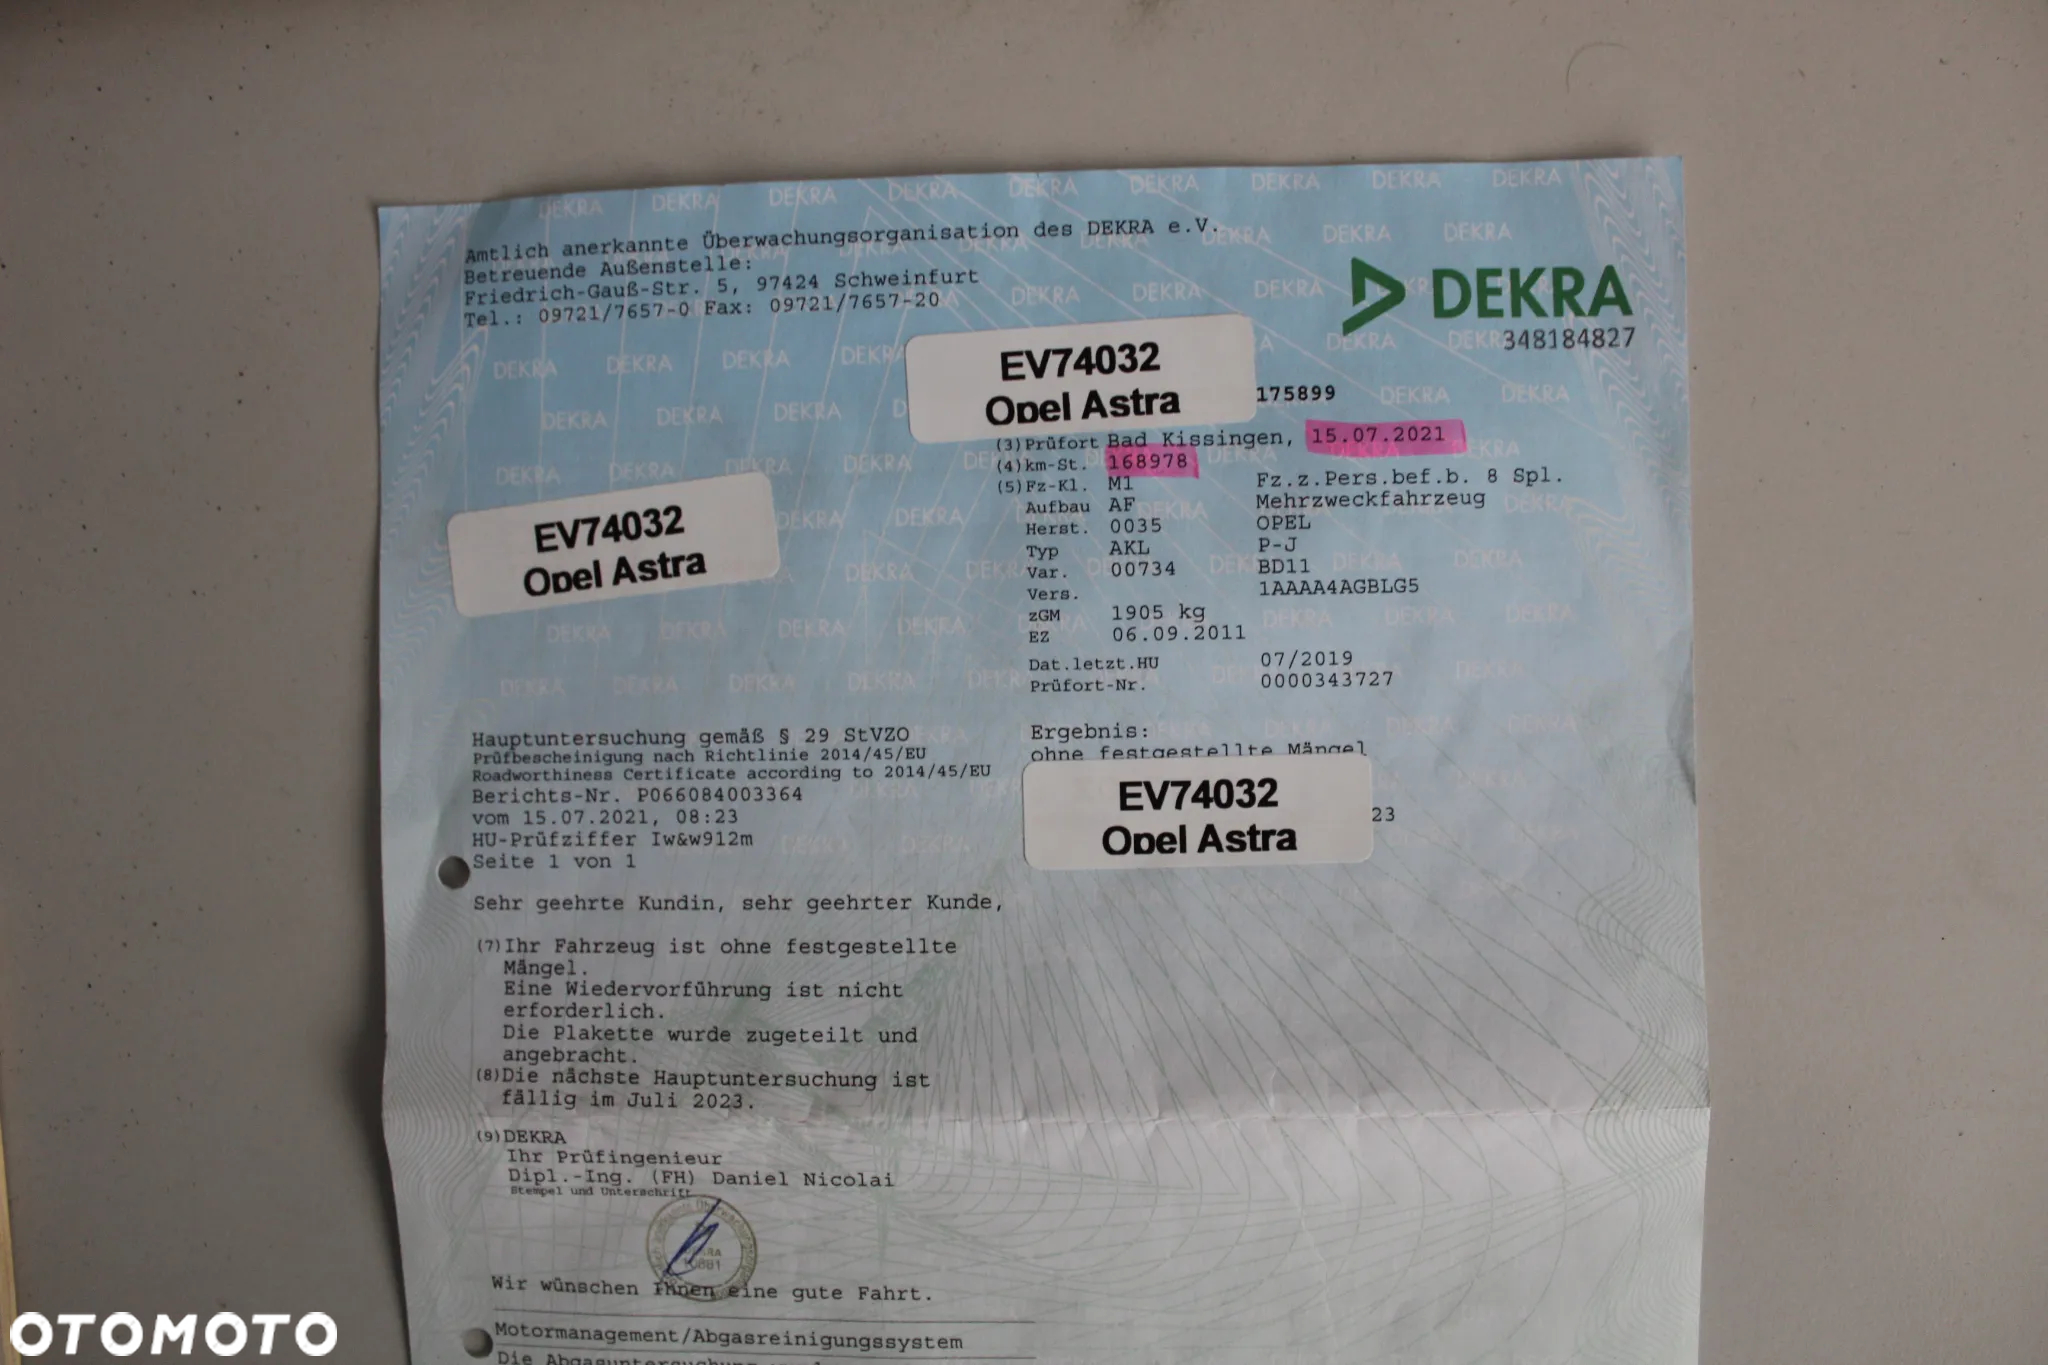 Amtlich anerkannte Überwachungsorganisation des DEKRA e.V.
Betreuende Außenstelle:
Friedrich-Gauß-Str. 5, 97424 Schweinfurt
Tel.: 09721/7657-0 Fax: 09721/7657-20
DEKRA
348184827
EV74032
Opel Astra
175899
(3) Prüfort Bad Kissingen, 15.07.2021
(4) km-St. 168978
(5) Fz-Kl. M1 Fz.z.Pers.bef.b. 8 Spl.
Aufbau AF Mehrzweckfahrzeug
Herst. 0035 OPEL
Typ AKL P-J
Var. 00734 BD11
Vers. 1AAAA4AGBLG5
zGM 1905 kg
EZ 06.09.2011
Dat.letzt.HU 07/2019
Prüfort-Nr. 0000343727
EV74032
Opel Astra
Hauptuntersuchung gemäß § 29 StVZO
Prüfbescheinigung nach Richtlinie 2014/45/EU
Roadworthiness Certificate according to 2014/45/EU
Berichts-Nr. P066084003364
vom 15.07.2021, 08:23
HU-Prüfziffer Iw&w912m
Seite 1 von 1
Ergebnis:
ohne festgestellte Mängel
EV74032
Opel Astra
23
Sehr geehrte Kundin, sehr geehrter Kunde,
(7) Ihr Fahrzeug ist ohne festgestellte
Mängel.
Eine Wiedervorführung ist nicht
erforderlich.
Die Plakette wurde zugeteilt und
angebracht.
(8) Die nächste Hauptuntersuchung ist
fällig im Juli 2023.
(9) DEKRA
Ihr Prüfingenieur
Dipl.-Ing. (FH) Daniel Nicolai
Stempel und Unterschrift
Wir wünschen Ihnen eine gute Fahrt.
Motormanagement/Abgasreinigungssystem
Die Abgasuntersuchung
OTOMOTO